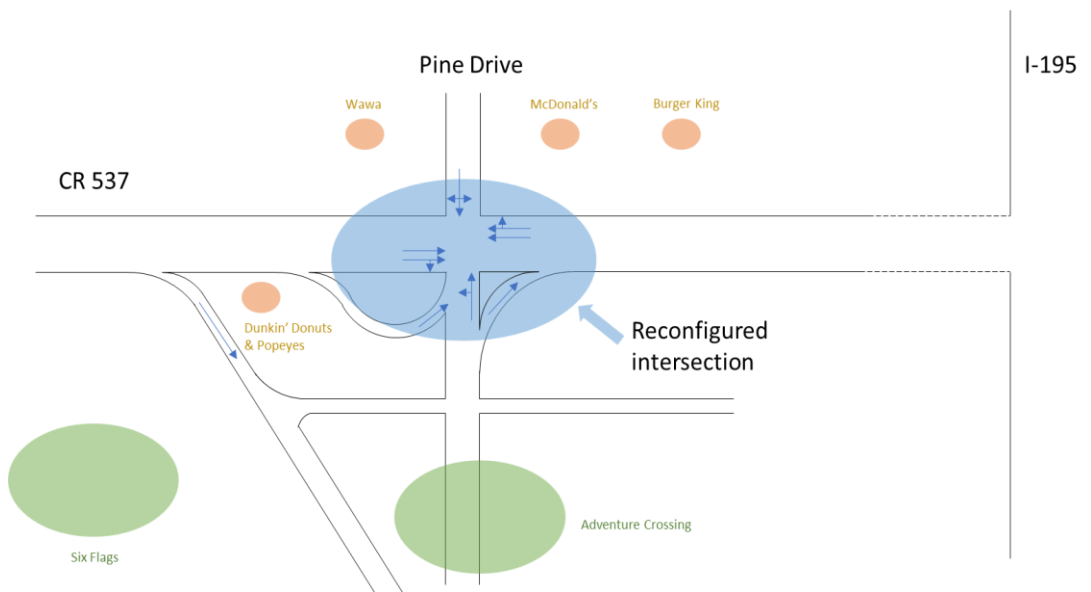 Pine Drive
I-195
Wawa
McDonald's
Burger King
CR 537
Dunkin' Donuts
& Popeyes
Reconfigured
intersection
Adventure Crossing
Six Flags